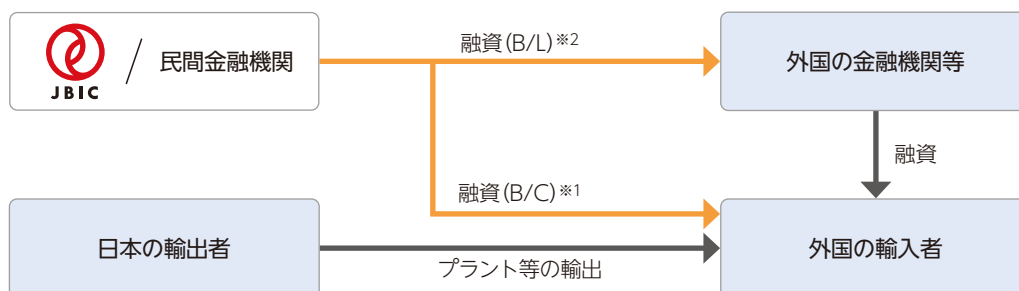 JBIC
/ 民間金融機関
融資(B/L)※2
外国の金融機関等
融資
融資(B/C)※1
日本の輸出者
プラント等の輸出
外国の輸入者